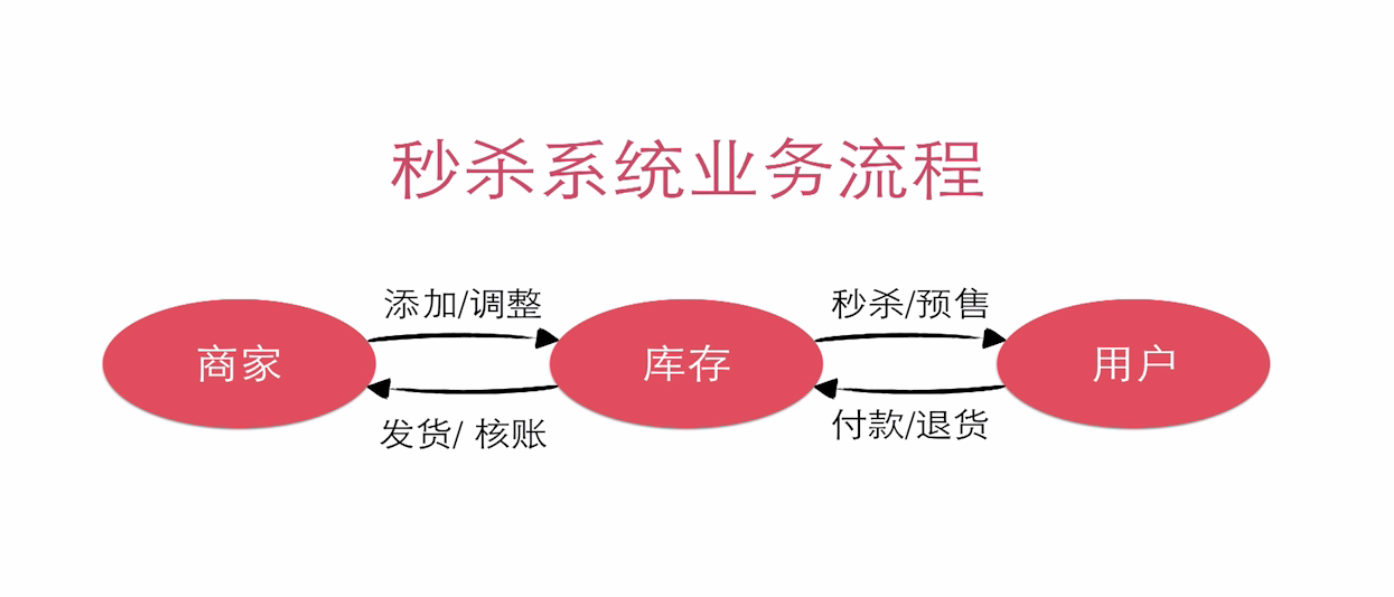 秒杀系统业务流程
添加/调整
秒杀/预售
商家
库存
用户
发货/ 核账
付款/退货